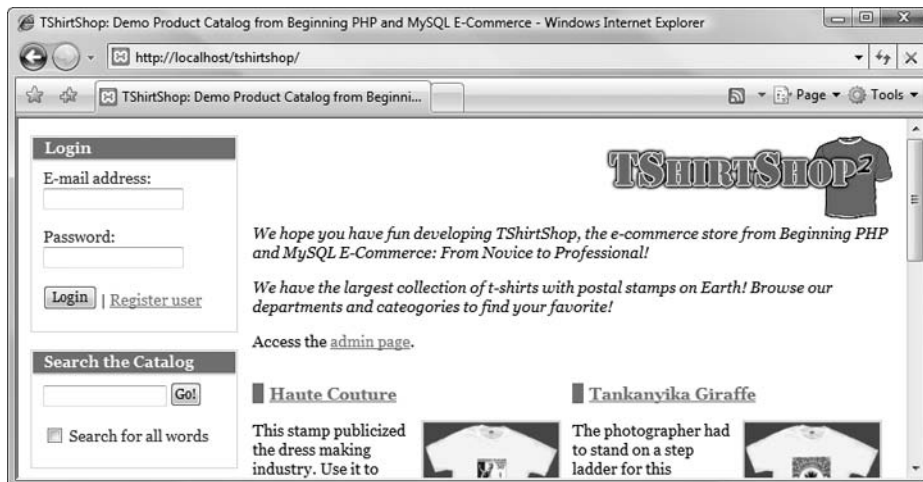 TShirtShop: Demo Product Catalog from Beginning PHP and MySQL E-Commerce - Windows Internet Explorer
http://localhost/tshirtshop/
TShirtShop: Demo Product Catalog from Beginni...
Page
Tools
Login
E-mail address:
Password:
Login | Register user
Search the Catalog
Go!
Search for all words
TShirtShop²
We hope you have fun developing TShirtShop, the e-commerce store from Beginning PHP
and MySQL E-Commerce: From Novice to Professional!
We have the largest collection of t-shirts with postal stamps on Earth! Browse our
departments and cateogories to find your favorite!
Access the admin page.
Haute Couture
This stamp publicized
the dress making
industry. Use it to
Tankanyika Giraffe
The photographer had
to stand on a step
ladder for this